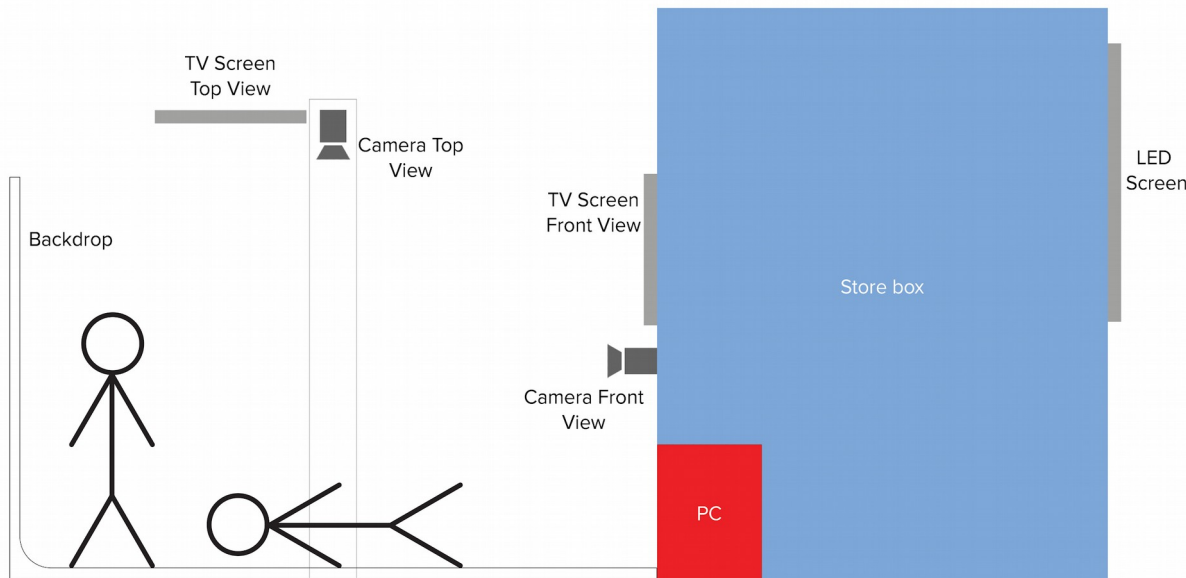 TV Screen
Top View
Camera Top
View
LED
Screen
TV Screen
Front View
Backdrop
Store box
Camera Front
View
PC